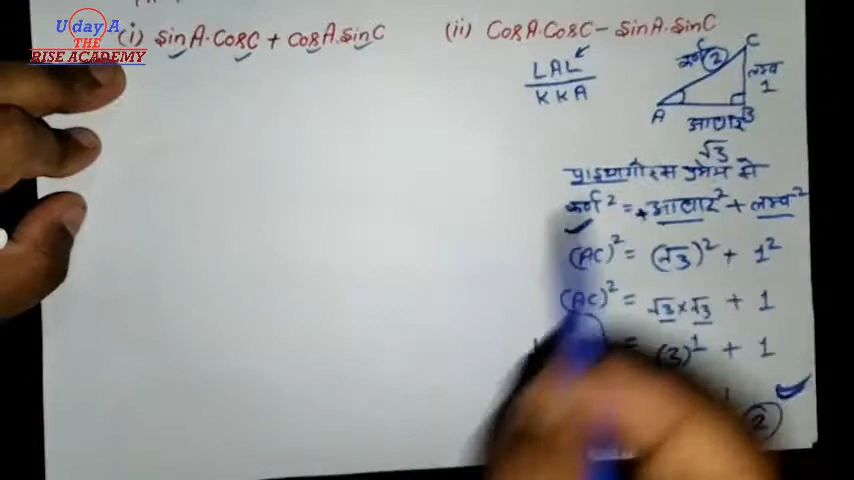 Uday A
THE
RISE ACADEMY
(i) sinA·CosC + CosA·sinC (ii) CosA·CosC – sinA·sinC
LAL
KKA
कर्ण 2
C
लम्ब
1
A
B
आधार
√3
पाइथागोरस प्रमेय से
कर्ण² = आधार² + लम्ब²
(AC)² = (√3)² + 1²
(AC)² = √3×√3 + 1
= (3)¹ + 1
2